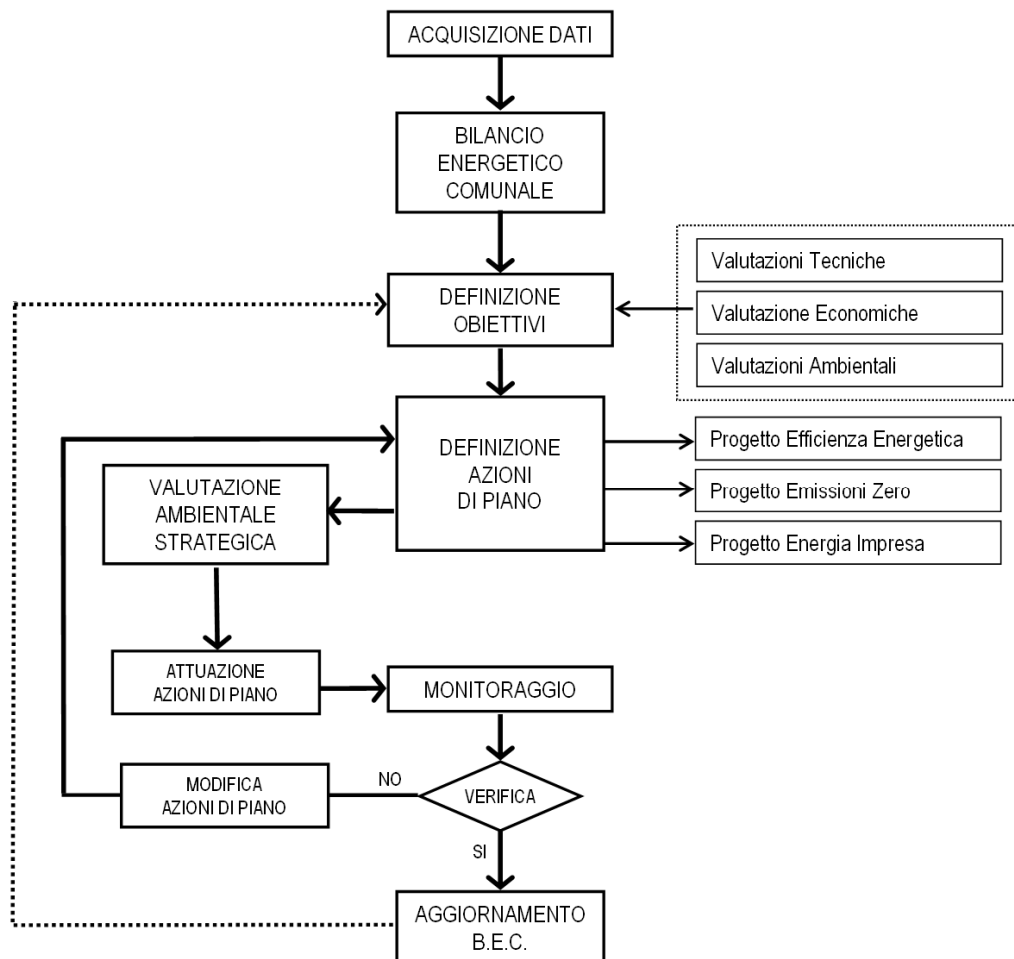 ACQUISIZIONE DATI
BILANCIO
ENERGETICO
COMUNALE
Valutazioni Tecniche
Valutazione Economiche
Valutazioni Ambientali
DEFINIZIONE
OBIETTIVI
DEFINIZIONE
AZIONI
DI PIANO
Progetto Efficienza Energetica
Progetto Emissioni Zero
Progetto Energia Impresa
VALUTAZIONE
AMBIENTALE
STRATEGICA
ATTUAZIONE
AZIONI DI PIANO
MONITORAGGIO
MODIFICA
AZIONI DI PIANO
NO
VERIFICA
SI
AGGIORNAMENTO
B.E.C.